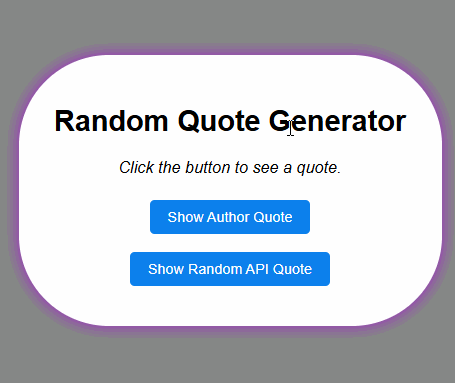 Random Quote Generator
Click the button to see a quote.
Show Author Quote
Show Random API Quote